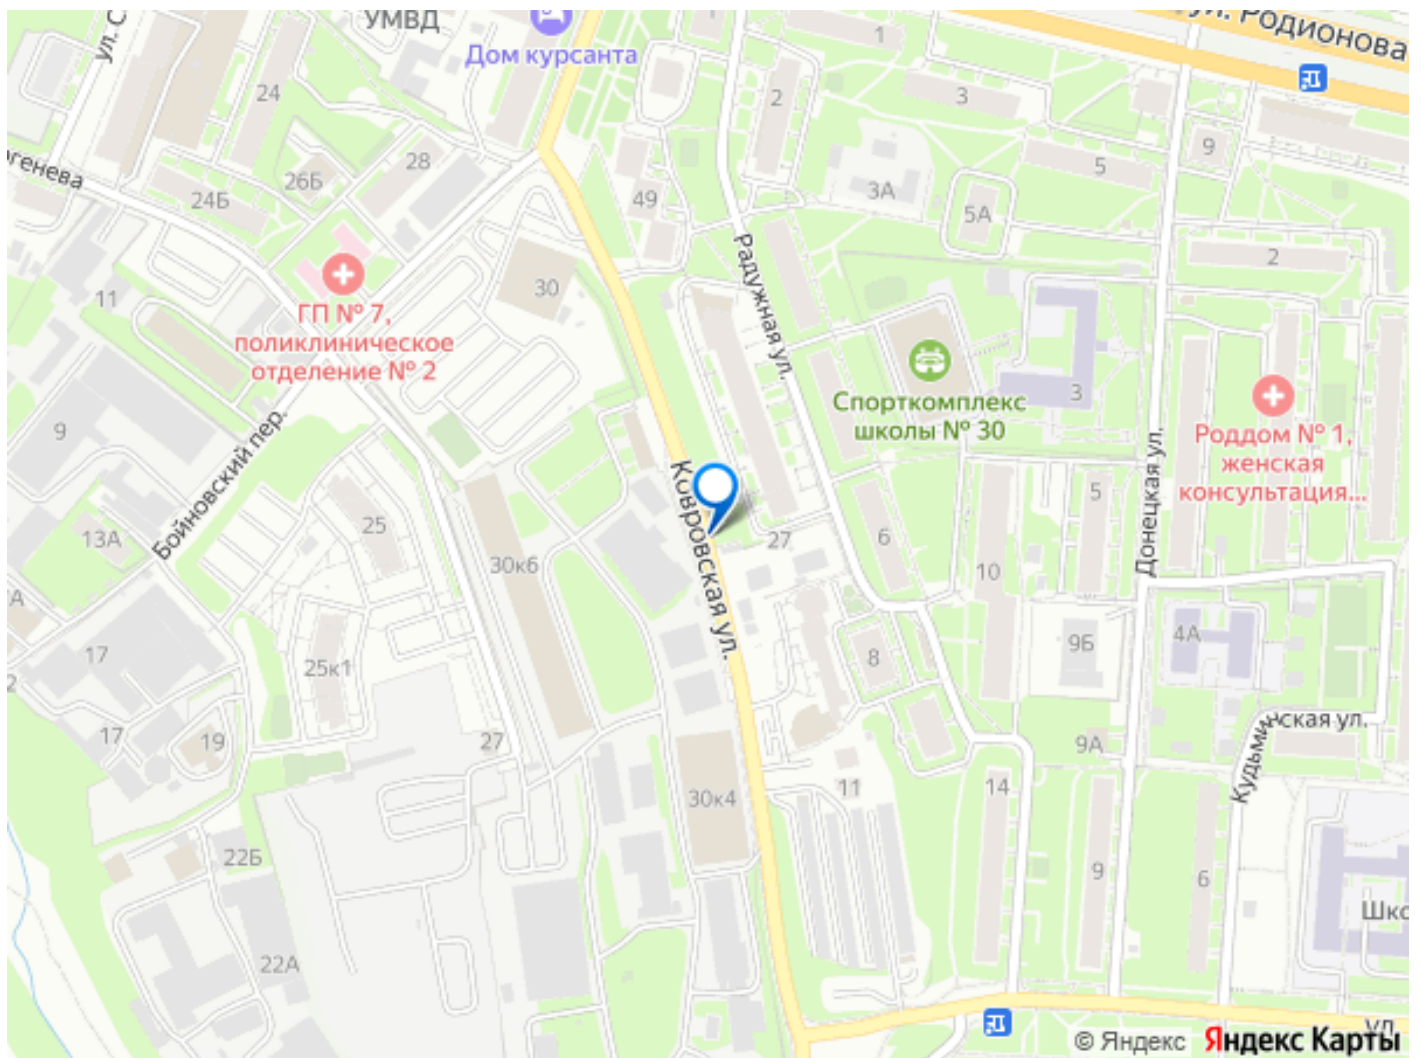 УМВД
Дом курсанта
ул. С
ул. Родионова
1
1
24
2
3
5
9
28
26Б
24Б
генева
49
3А
5А
2
30
11
Радужная ул.
ГП № 7,
поликлиническое
отделение № 2
Спорткомплекс
школы № 30
3
Роддом № 1,
женская
консультация...
9
Бойновский пер.
Ковровская ул.
Донецкая ул.
5
25
13А
27
6
30к6
10
7А
17
25к1
8
9Б
4А
2
17
19
27
9А
Кудьминская ул.
11
14
30к4
22Б
9
6
Шко
22А
ул.
© Яндекс Яндекс Карты